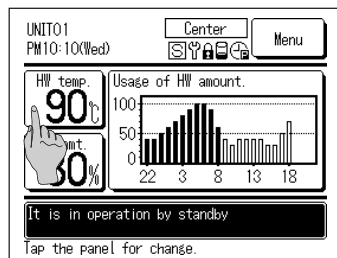 UNIT01
PM10:10(Wed)
Center
Menu
S
HW temp.
90℃
Usage of HW amount.
100
50
0
22 3 8 13 18
mt.
80%
It is in operation by standby
Tap the panel for change.